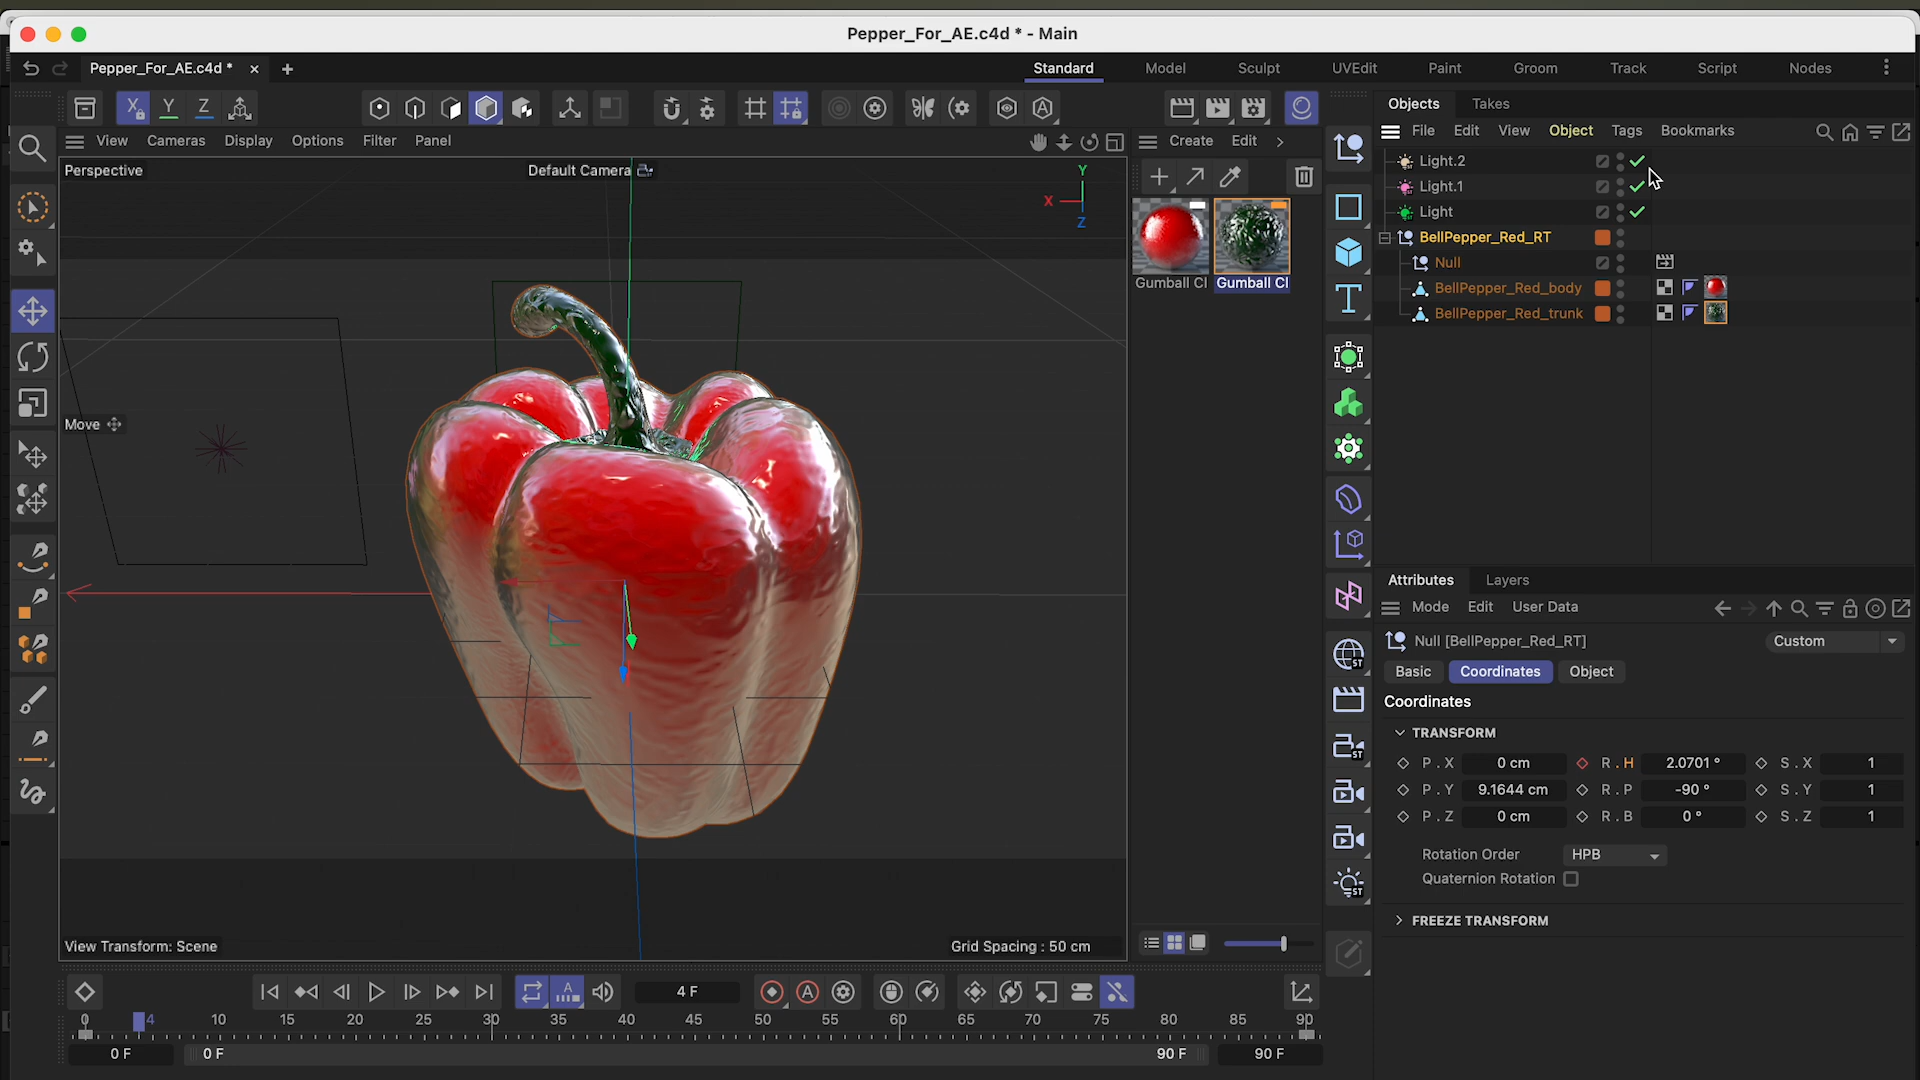 Pepper_For_AE.c4d * - Main
Pepper_For_AE.c4d *
Standard
Model
Sculpt
UVEdit
Paint
Groom
Track
Script
Nodes
X
Y
Z
Objects
Takes
View
Cameras
Display
Options
Filter
Panel
Create
Edit
File
Edit
View
Object
Tags
Bookmarks
Perspective
Default Camera
Y
X
Z
Light.2
Light.1
Light
BellPepper_Red_RT
Null
BellPepper_Red_body
BellPepper_Red_trunk
Gumball Cl
Gumball Cl
Move
Attributes
Layers
Mode
Edit
User Data
Null [BellPepper_Red_RT]
Custom
Basic
Coordinates
Object
Coordinates
TRANSFORM
P . X 0 cm R . H 2.0701 ° S . X 1
P . Y 9.1644 cm R . P -90 ° S . Y 1
P . Z 0 cm R . B 0 ° S . Z 1
Rotation Order HPB
Quaternion Rotation
FREEZE TRANSFORM
ST
ST
ST
View Transform: Scene
Grid Spacing : 50 cm
A
4 F
A
0 4 10 15 20 25 30 35 40 45 50 55 60 65 70 75 80 85 90
0 F
0 F
90 F
90 F